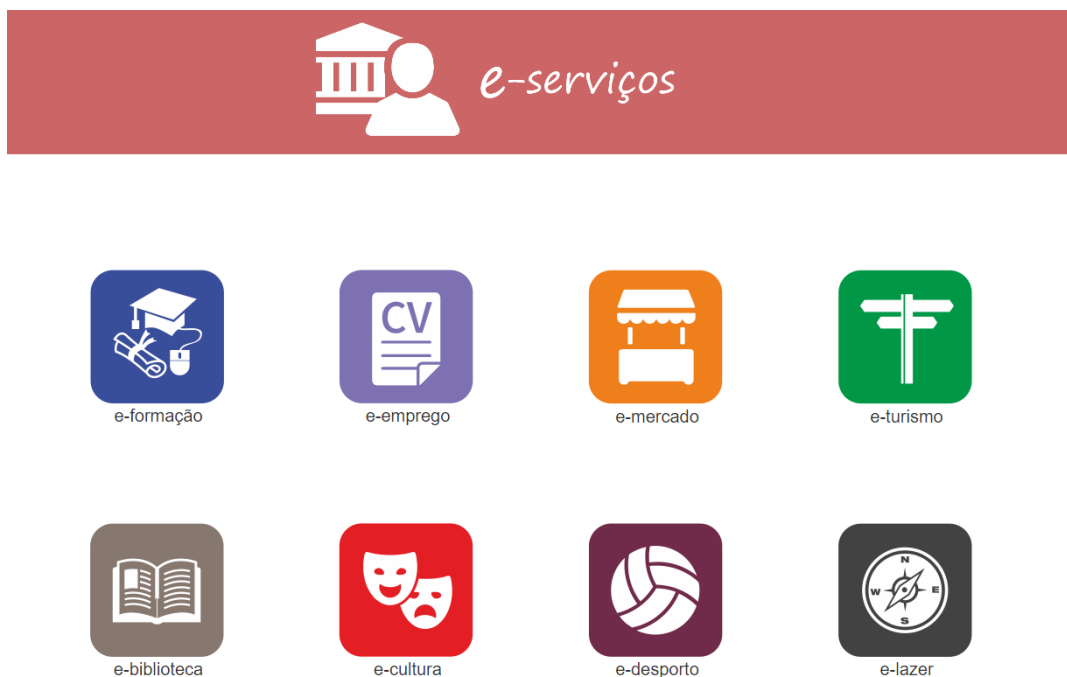 e-serviços
CV
e-formação
e-emprego
e-mercado
e-turismo
N
W E
S
e-biblioteca
e-cultura
e-desporto
e-lazer